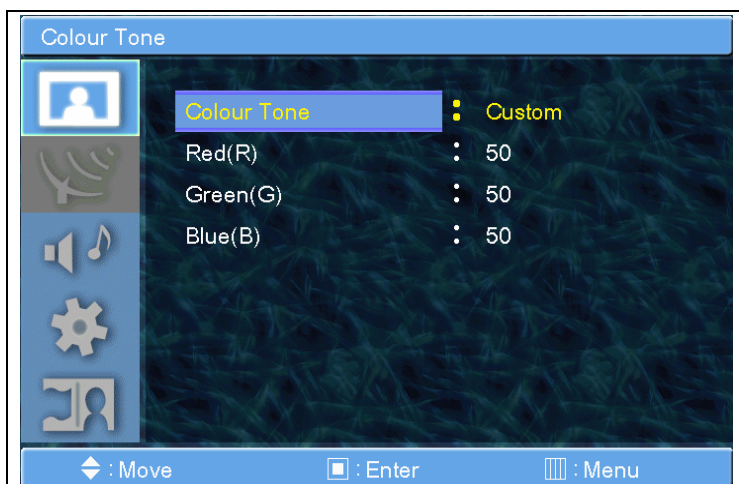 Colour Tone
Colour Tone : Custom
Red(R) : 50
Green(G) : 50
Blue(B) : 50
: Move : Enter : Menu